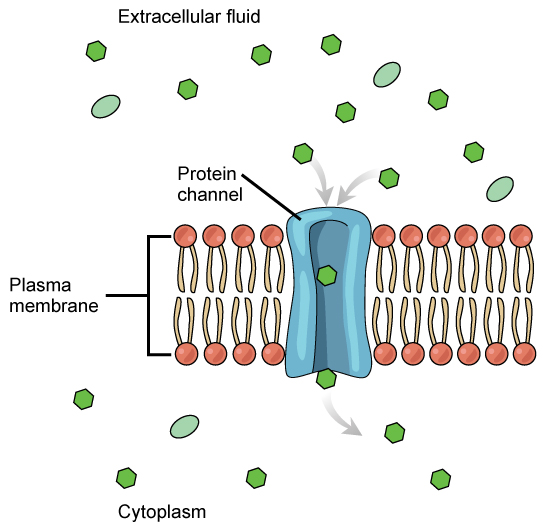 Extracellular fluid
Protein
channel
Plasma
membrane
Cytoplasm